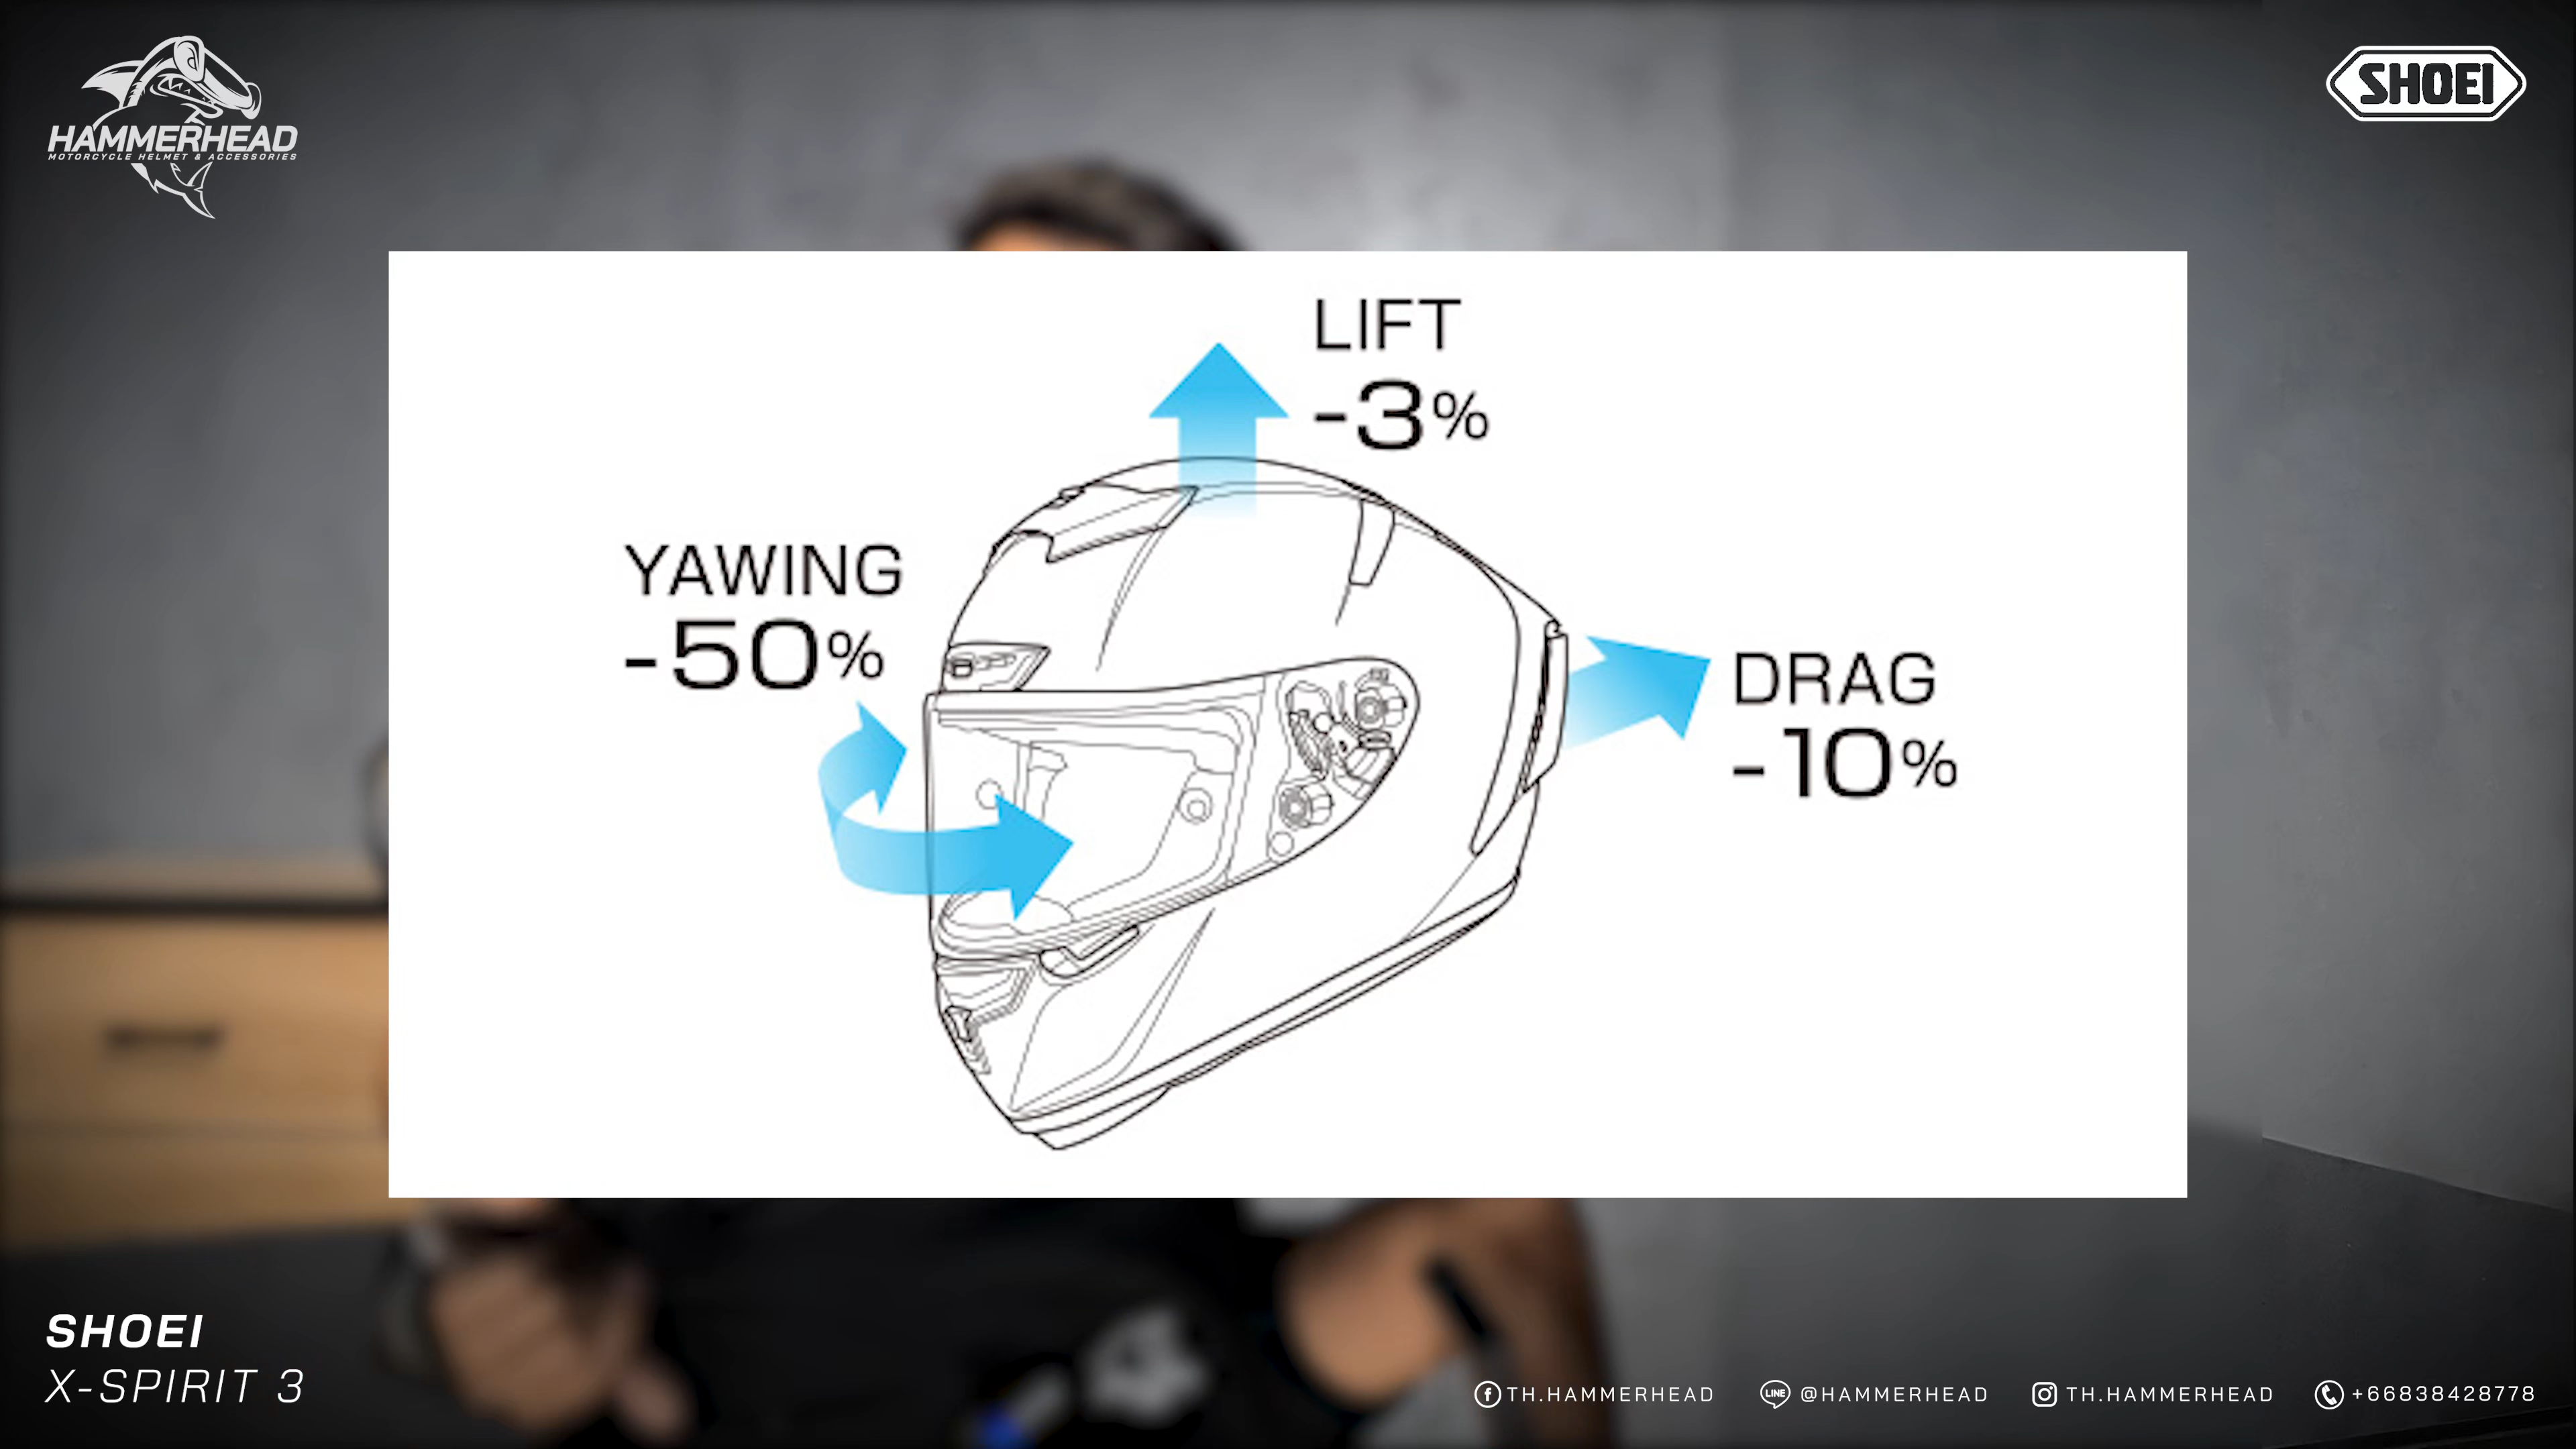 HAMMERHEAD
MOTORCYCLE HELMET & ACCESSORIES
SHOEI
LIFT
-3%
YAWING
-50%
DRAG
-10%
SHOEI
X-SPIRIT 3
TH.HAMMERHEAD
LINE @HAMMERHEAD
TH.HAMMERHEAD
+66838428778